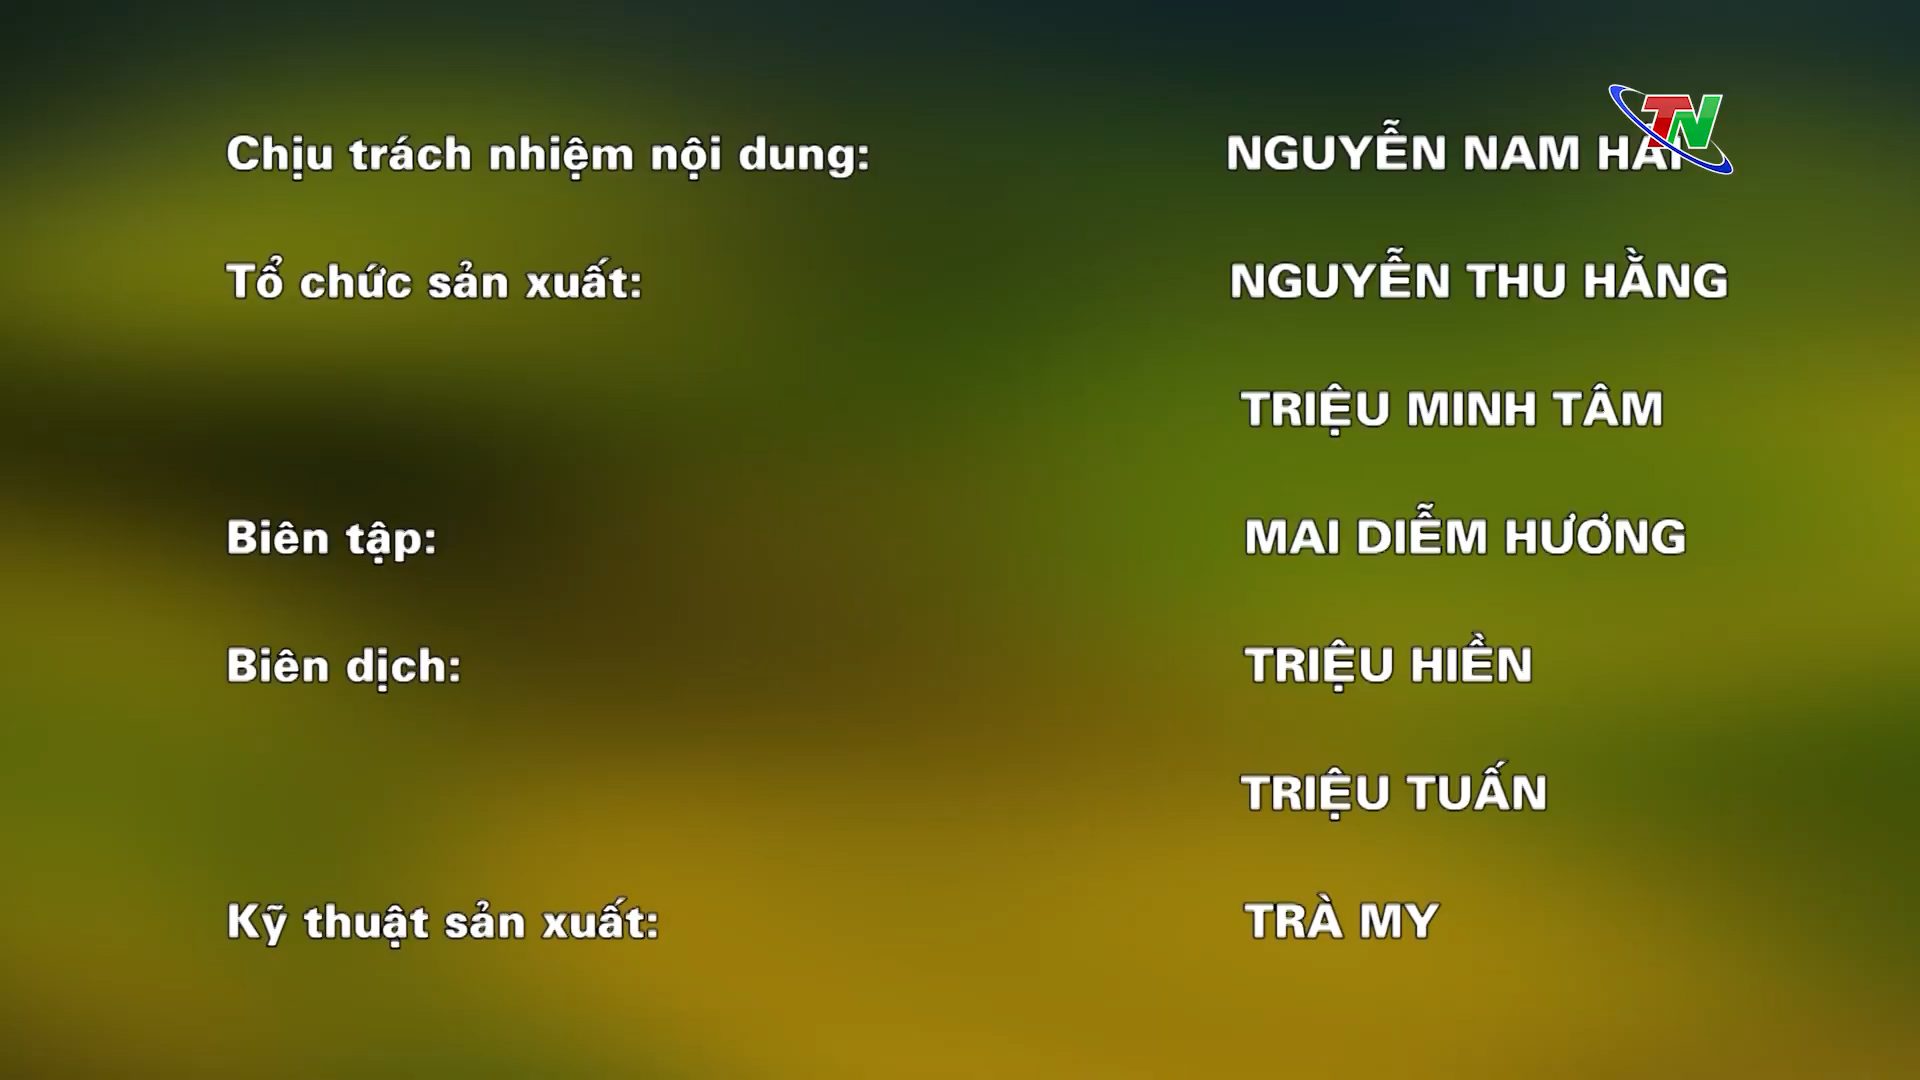 TN
Chịu trách nhiệm nội dung: NGUYỄN NAM
Tổ chức sản xuất: NGUYỄN THU HẰNG
TRIỆU MINH TÂM
Biên tập: MAI DIỄM HƯƠNG
Biên dịch: TRIỆU HIỀN
TRIỆU TUẤN
Kỹ thuật sản xuất: TRÀ MY